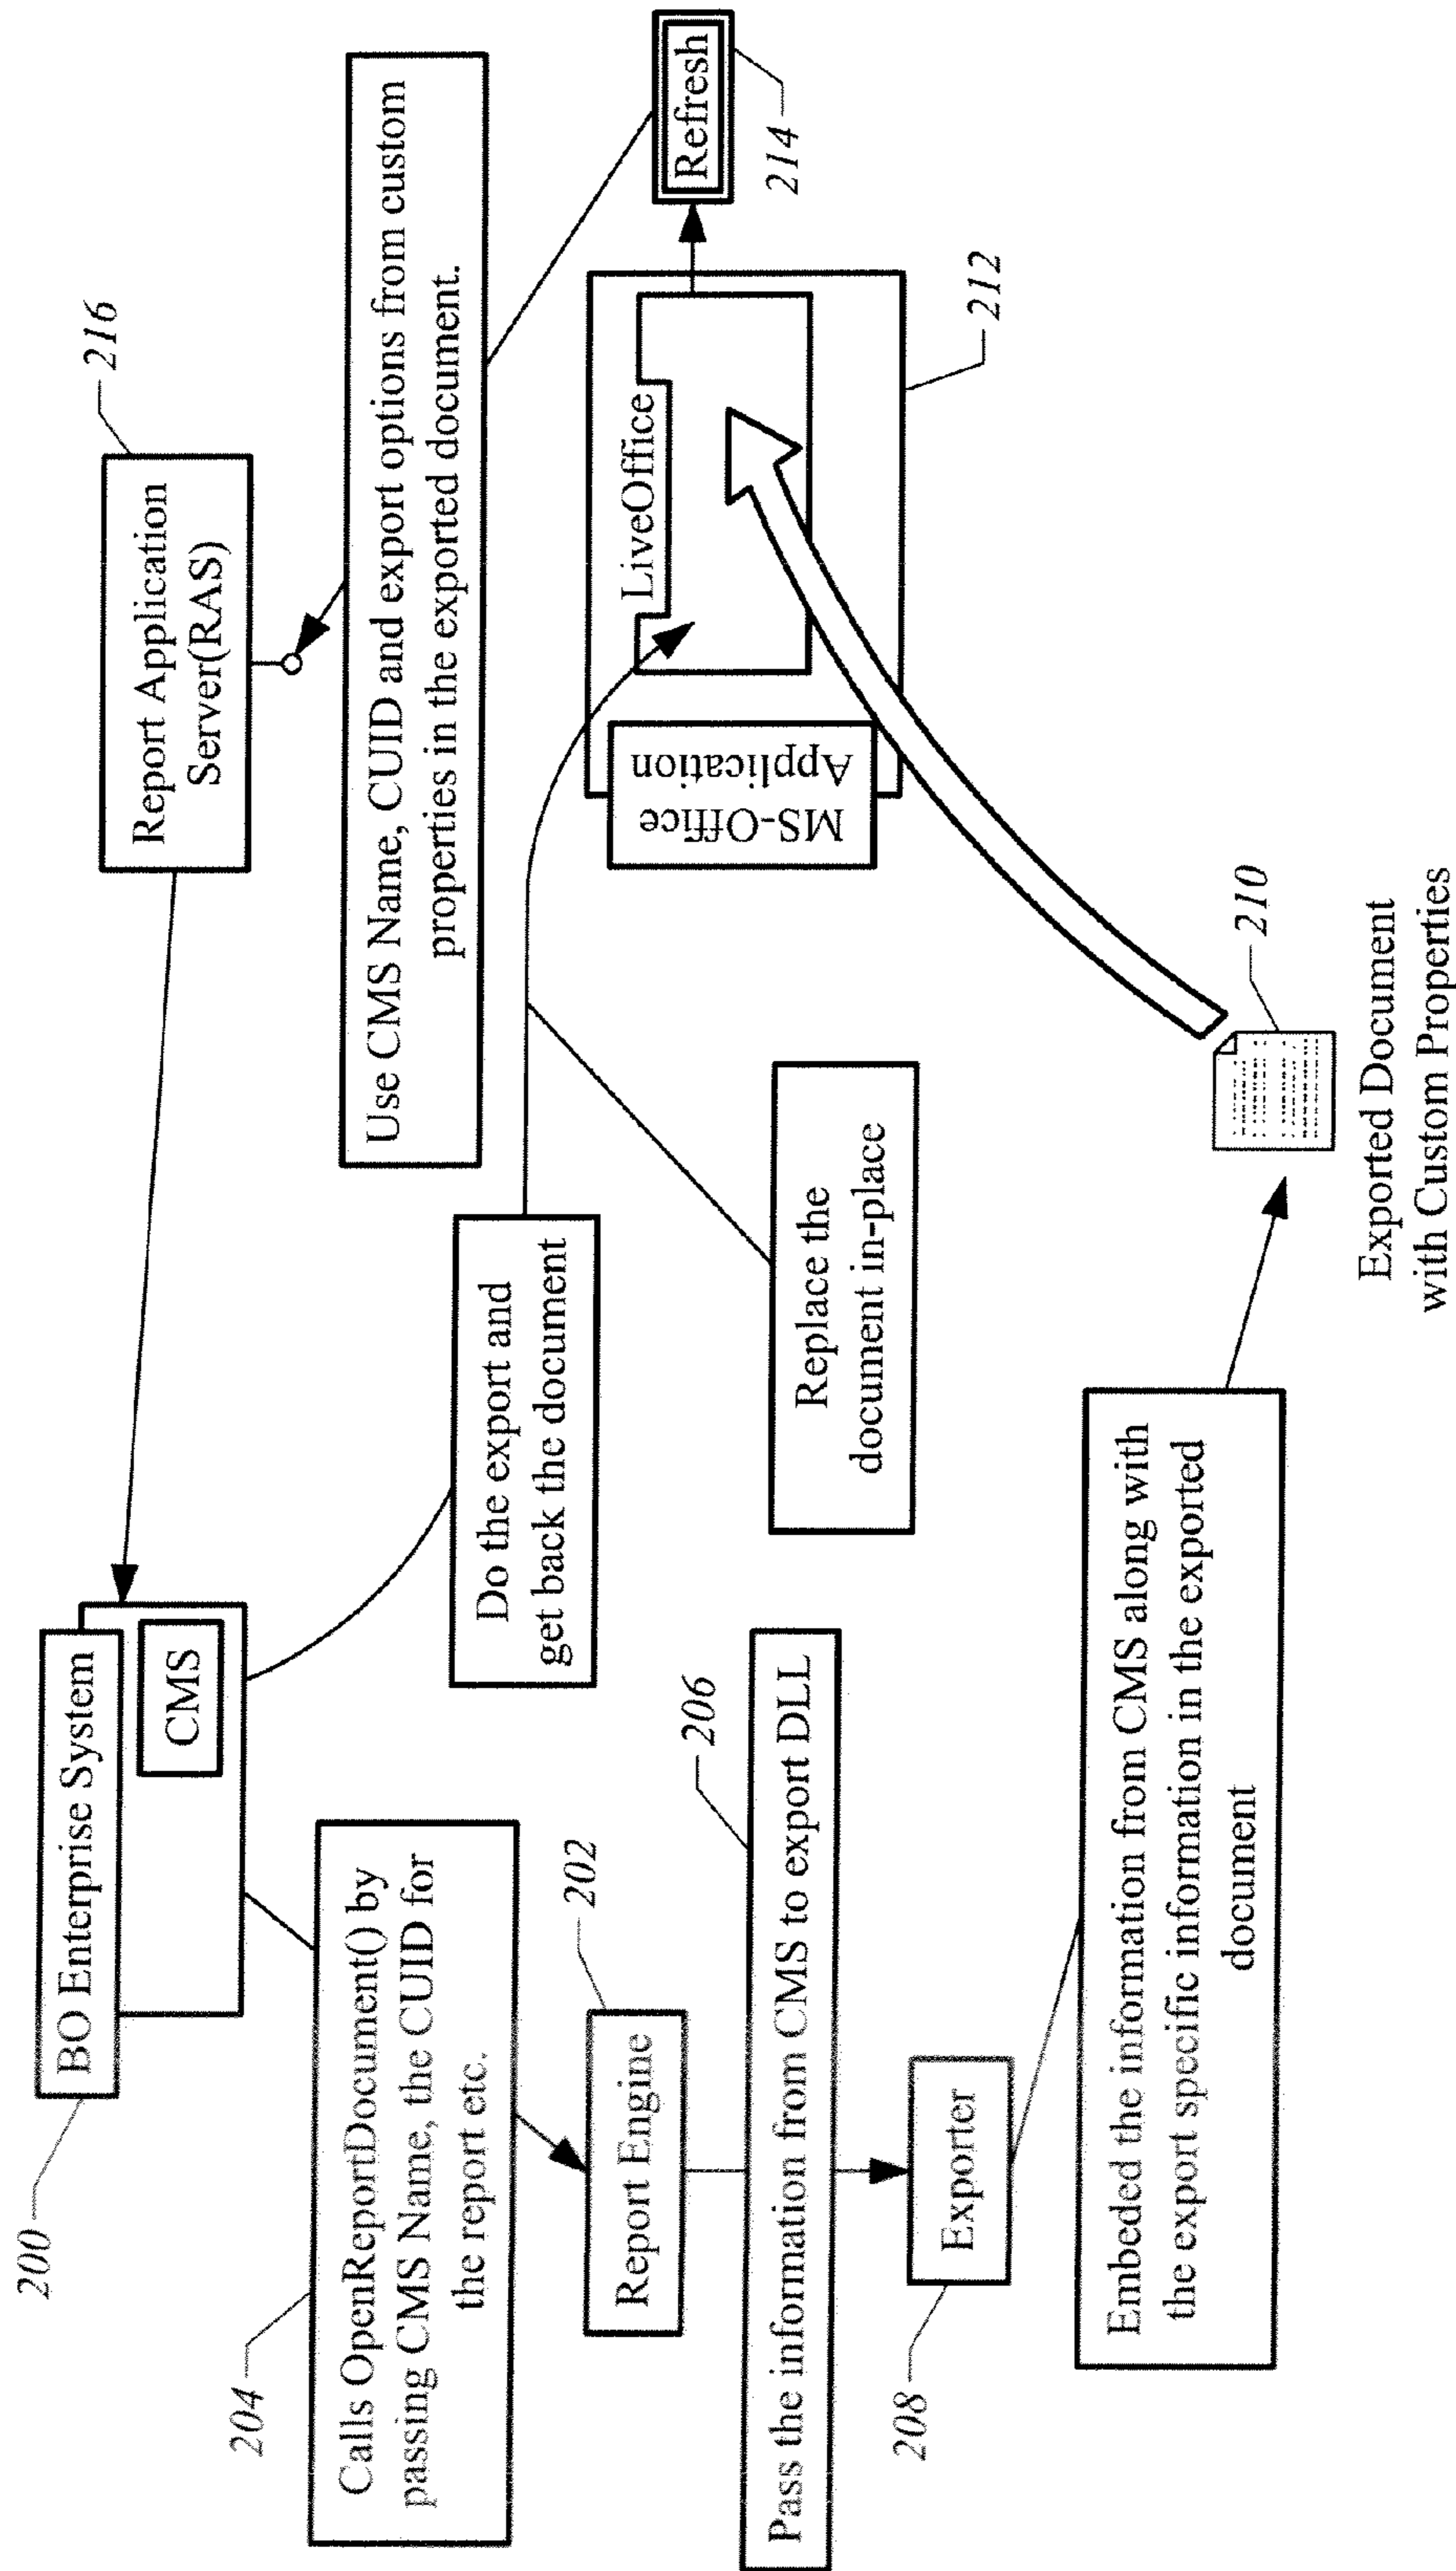 200
BO Enterprise System
CMS
216
Report Application
Server(RAS)
204
Calls OpenReportDocument() by
passing CMS Name, the CUID for
the report etc.
Use CMS Name, CUID and export options from custom
properties in the exported document.
Do the export and
get back the document
202
Report Engine
206
Pass the information from CMS to export DLL
Replace the
document in-place
MS-Office
Application
LiveOffice
Refresh
214
212
208
Exporter
Embeded the information from CMS along with
the export specific information in the exported
document
210
Exported Document
with Custom Properties